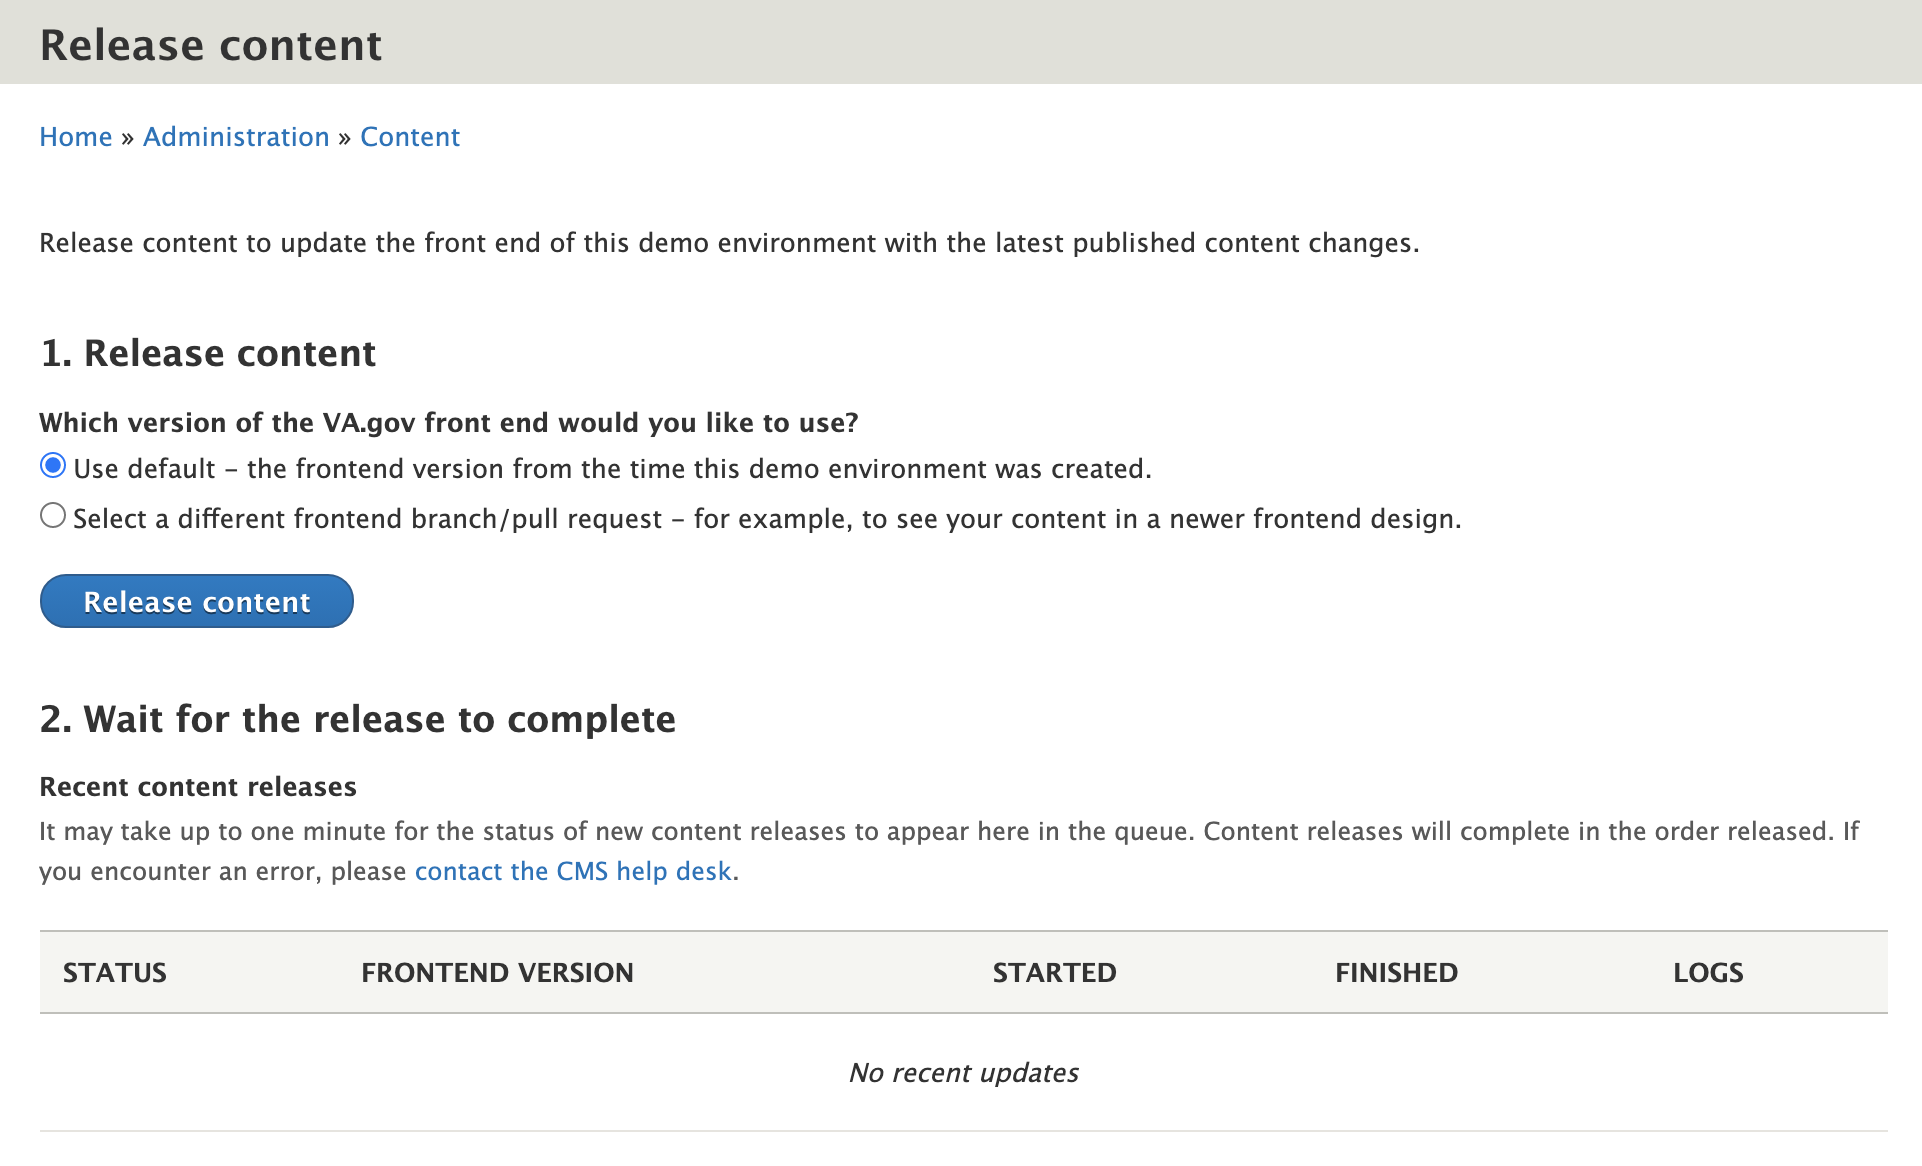 Release content
Home » Administration » Content
Release content to update the front end of this demo environment with the latest published content changes.
1. Release content
Which version of the VA.gov front end would you like to use?
Use default – the frontend version from the time this demo environment was created.
Select a different frontend branch/pull request – for example, to see your content in a newer frontend design.
Release content
2. Wait for the release to complete
Recent content releases
It may take up to one minute for the status of new content releases to appear here in the queue. Content releases will complete in the order released. If
you encounter an error, please contact the CMS help desk.
STATUS FRONTEND VERSION STARTED FINISHED LOGS
No recent updates